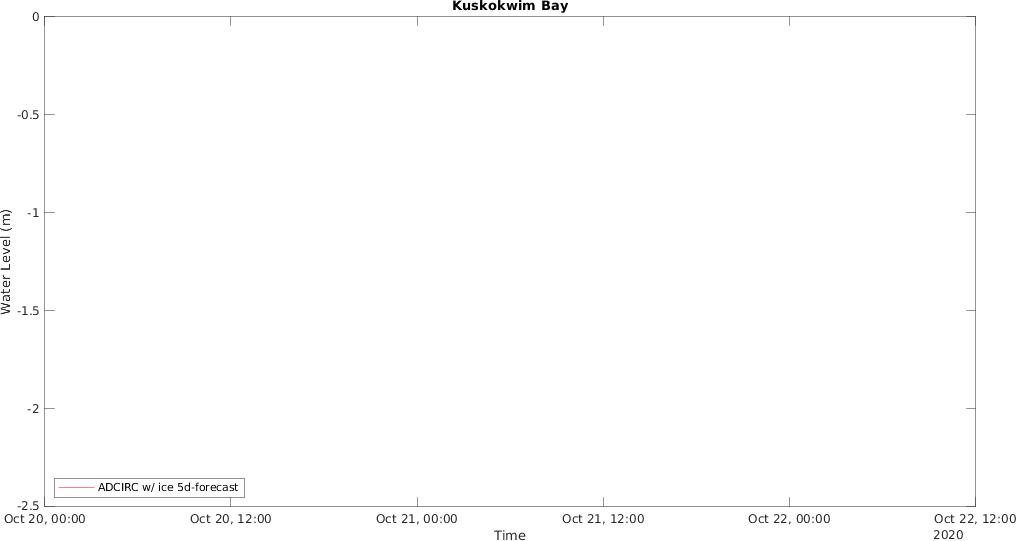 Kuskokwim Bay
0
-0.5
-1
-1.5
-2
-2.5
Water Level (m)
ADCIRC w/ ice 5d-forecast
Oct 20, 00:00 Oct 20, 12:00 Oct 21, 00:00 Oct 21, 12:00 Oct 22, 00:00 Oct 22, 12:00
Time 2020